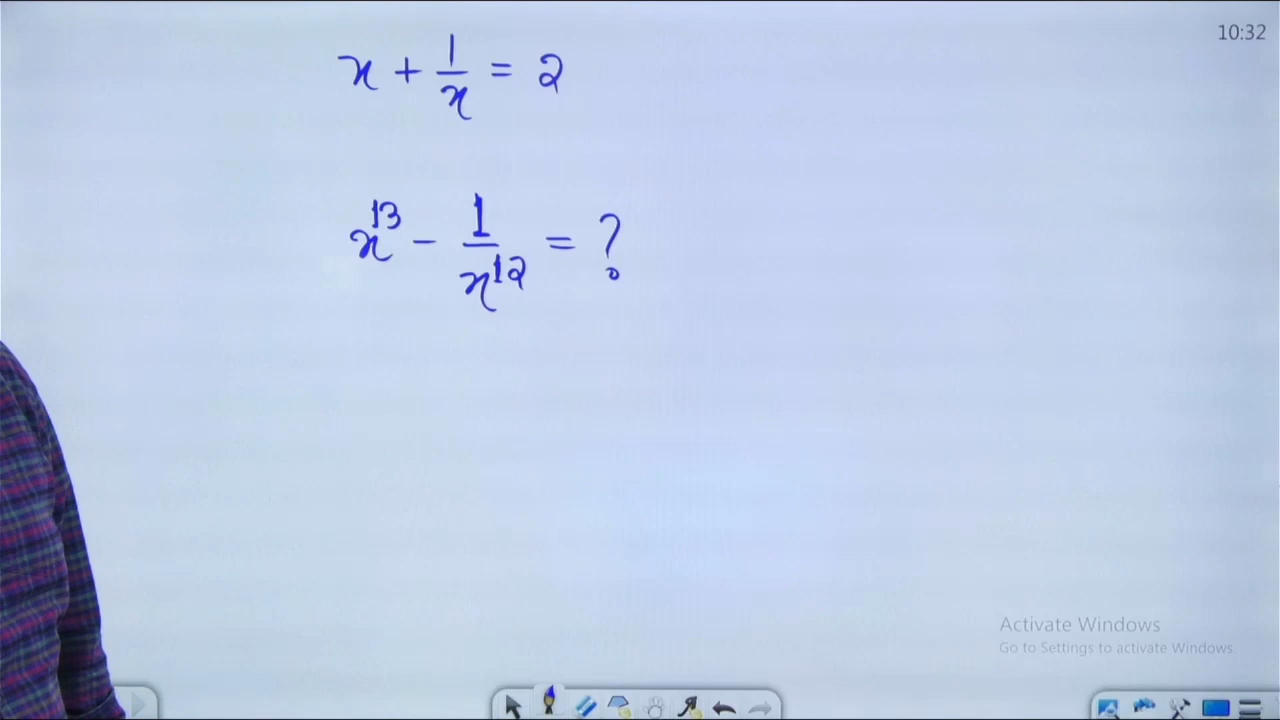 10:32
x + 1/x = 2
x^13 - 1/x^12 = ?
Activate Windows
Go to Settings to activate Windows.